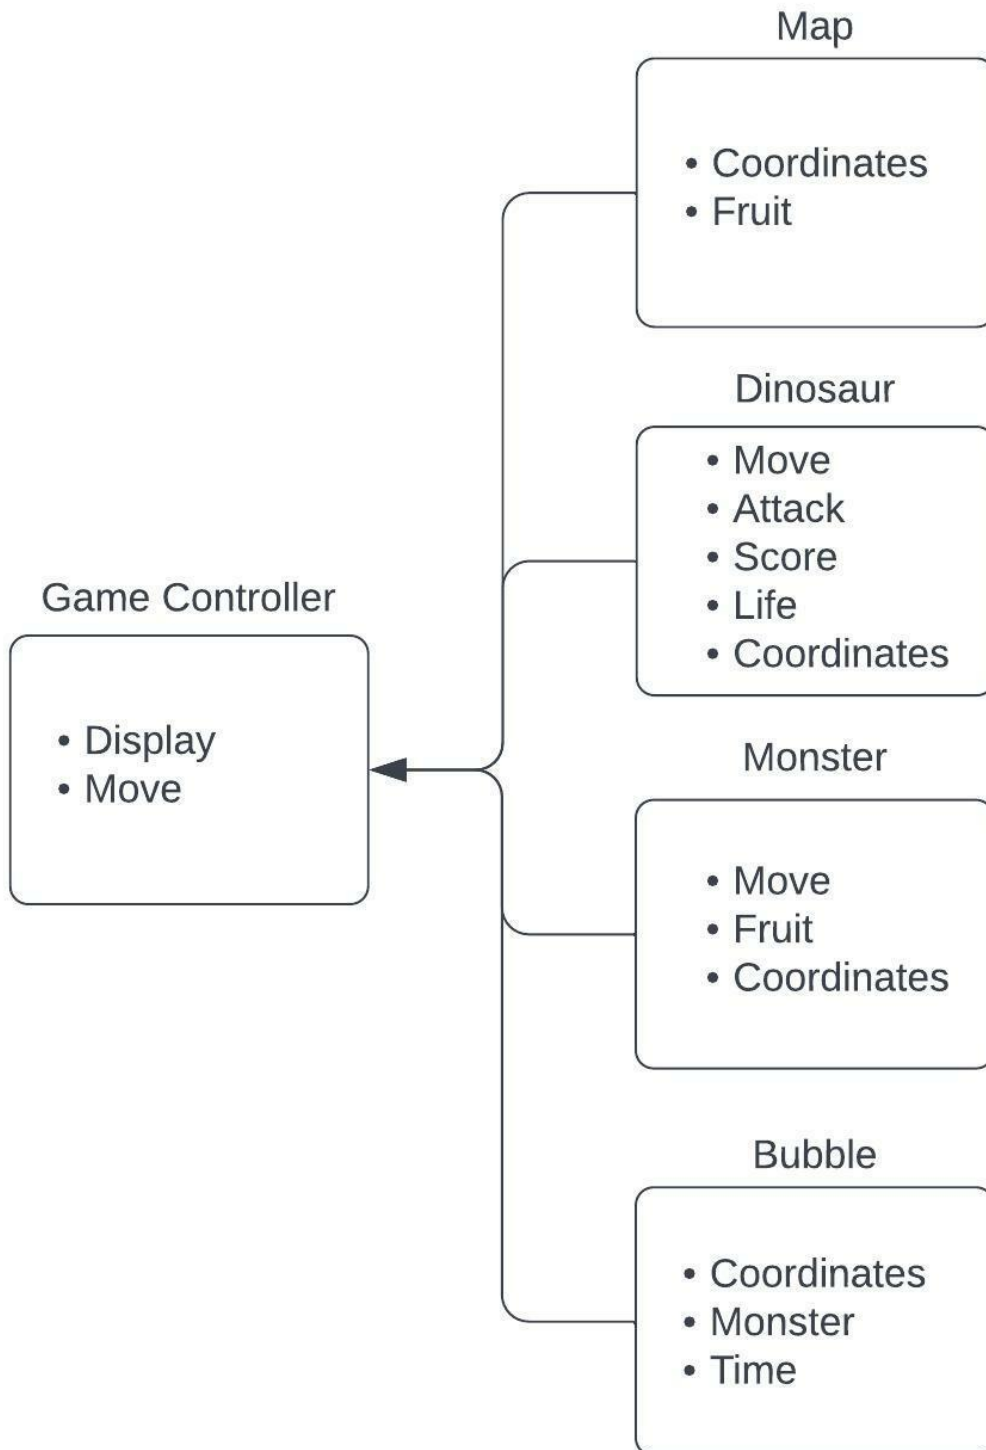 Map
• Coordinates
• Fruit
Dinosaur
• Move
• Attack
• Score
• Life
• Coordinates
Game Controller
• Display
• Move
Monster
• Move
• Fruit
• Coordinates
Bubble
• Coordinates
• Monster
• Time